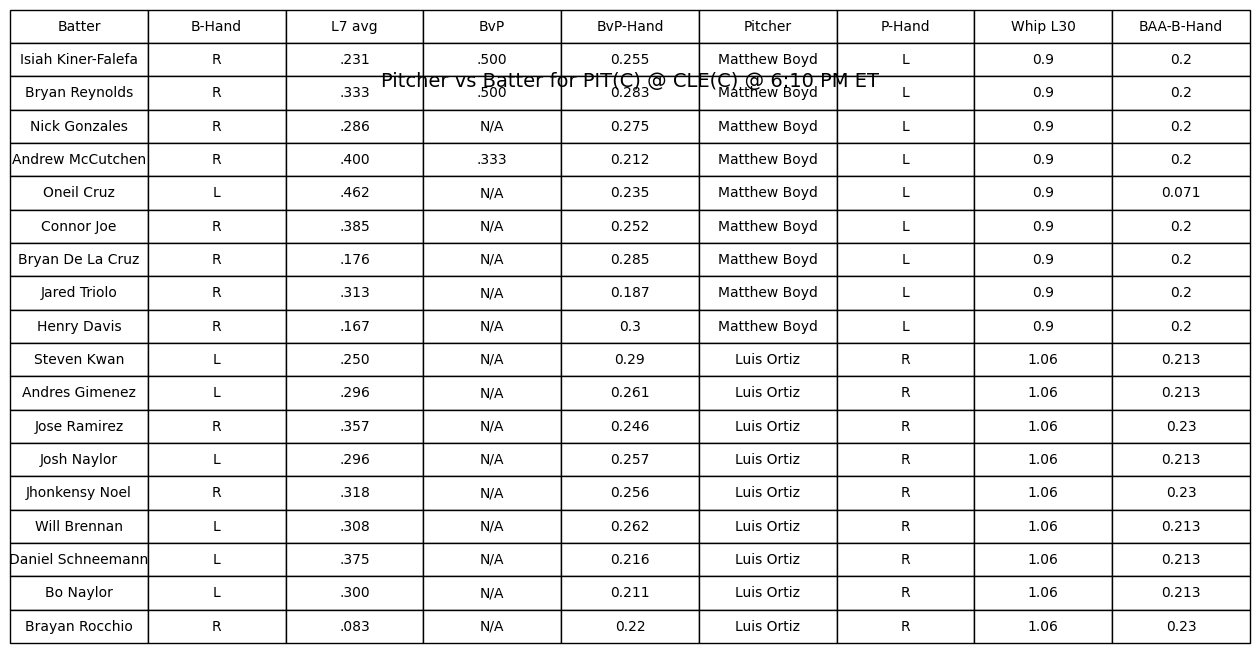 Batter B-Hand L7 avg BvP BvP-Hand Pitcher P-Hand Whip L30 BAA-B-Hand
Isiah Kiner-Falefa R .231 .500 0.255 Matthew Boyd L 0.9 0.2
Pitcher vs Batter for PIT(C) @ CLE(C) @ 6:10 PM ET
Bryan Reynolds R .333 .500 0.283 Matthew Boyd L 0.9 0.2
Nick Gonzales R .286 N/A 0.275 Matthew Boyd L 0.9 0.2
Andrew McCutchen R .400 .333 0.212 Matthew Boyd L 0.9 0.2
Oneil Cruz L .462 N/A 0.235 Matthew Boyd L 0.9 0.071
Connor Joe R .385 N/A 0.252 Matthew Boyd L 0.9 0.2
Bryan De La Cruz R .176 N/A 0.285 Matthew Boyd L 0.9 0.2
Jared Triolo R .313 N/A 0.187 Matthew Boyd L 0.9 0.2
Henry Davis R .167 N/A 0.3 Matthew Boyd L 0.9 0.2
Steven Kwan L .250 N/A 0.29 Luis Ortiz R 1.06 0.213
Andres Gimenez L .296 N/A 0.261 Luis Ortiz R 1.06 0.213
Jose Ramirez R .357 N/A 0.246 Luis Ortiz R 1.06 0.23
Josh Naylor L .296 N/A 0.257 Luis Ortiz R 1.06 0.213
Jhonkensy Noel R .318 N/A 0.256 Luis Ortiz R 1.06 0.23
Will Brennan L .308 N/A 0.262 Luis Ortiz R 1.06 0.213
Daniel Schneemann L .375 N/A 0.216 Luis Ortiz R 1.06 0.213
Bo Naylor L .300 N/A 0.211 Luis Ortiz R 1.06 0.213
Brayan Rocchio R .083 N/A 0.22 Luis Ortiz R 1.06 0.23